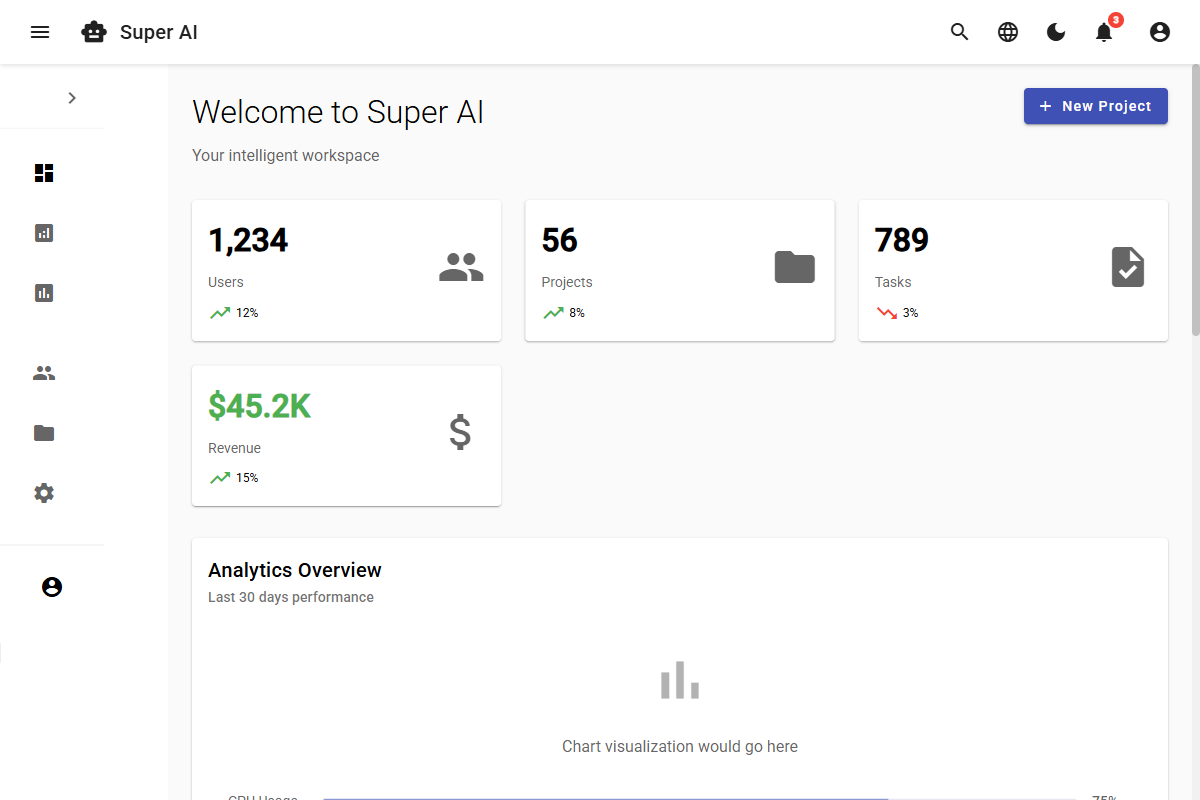 Super AI
3
Welcome to Super AI
New Project
Your intelligent workspace
1,234
Users
12%
56
Projects
8%
789
Tasks
3%
$45.2K
Revenue
15%
Analytics Overview
Last 30 days performance
Chart visualization would go here
CPU Usage
75%